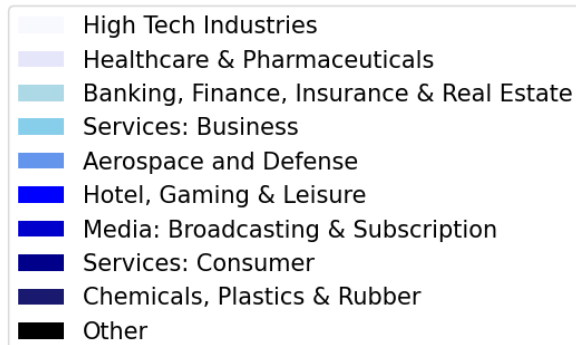 High Tech Industries
Healthcare & Pharmaceuticals
Banking, Finance, Insurance & Real Estate
Services: Business
Aerospace and Defense
Hotel, Gaming & Leisure
Media: Broadcasting & Subscription
Services: Consumer
Chemicals, Plastics & Rubber
Other